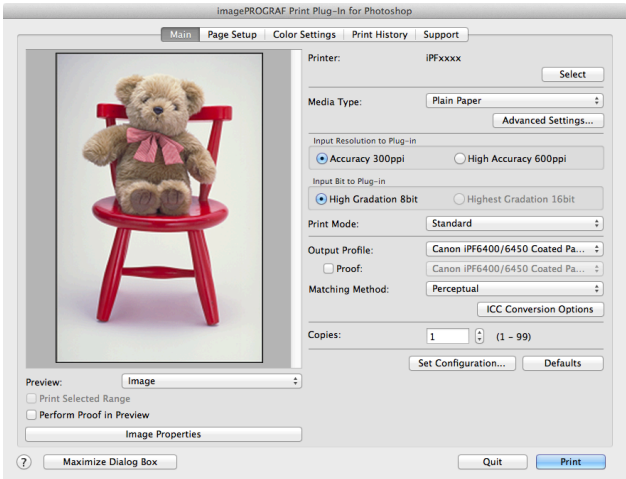 imagePROGRAF Print Plug-In for Photoshop
Main Page Setup Color Settings Print History Support
Printer: iPFxxxx
Select
Media Type: Plain Paper
Advanced Settings...
Input Resolution to Plug-in
Accuracy 300ppi High Accuracy 600ppi
Input Bit to Plug-in
High Gradation 8bit Highest Gradation 16bit
Print Mode: Standard
Output Profile: Canon iPF6400/6450 Coated Pa...
Proof: Canon iPF6400/6450 Coated Pa...
Matching Method: Perceptual
ICC Conversion Options
Copies: 1 (1 – 99)
Set Configuration... Defaults
Preview: Image
Print Selected Range
Perform Proof in Preview
Image Properties
? Maximize Dialog Box Quit Print